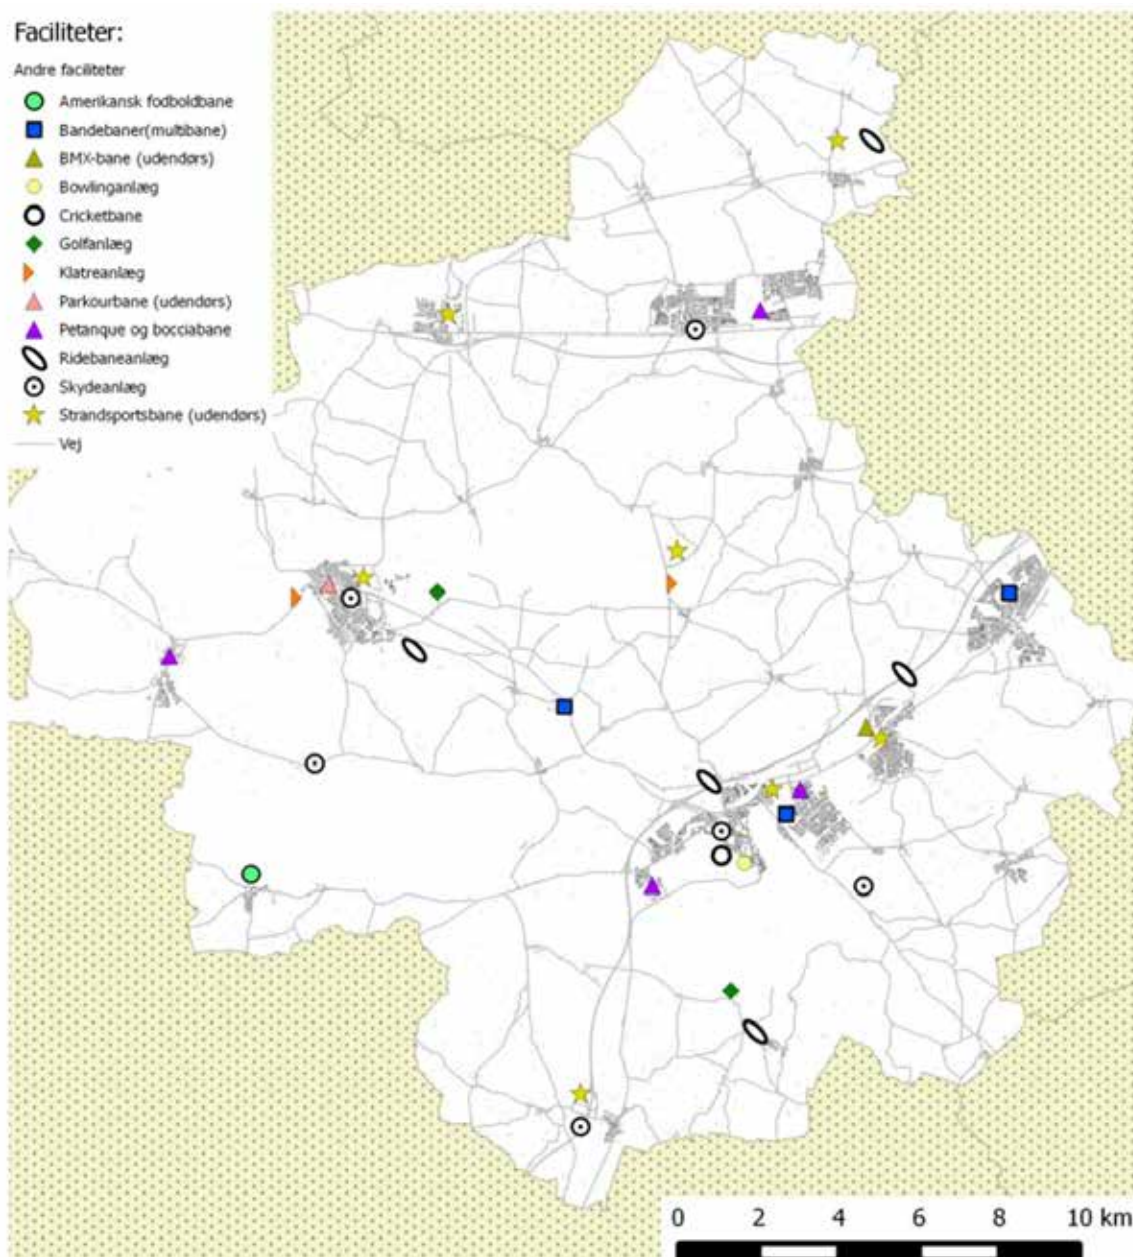 Faciliteter:
Andre faciliteter
Amerikansk fodboldbane
Bandebaner(multibane)
BMX-bane (udendørs)
Bowlinganlæg
Cricketbane
Golfanlæg
Klatreanlæg
Parkourbane (udendørs)
Petanque og bocciabane
Ridebaneanlæg
Skydeanlæg
Strandsportsbane (udendørs)
Vej
0 2 4 6 8 10 km